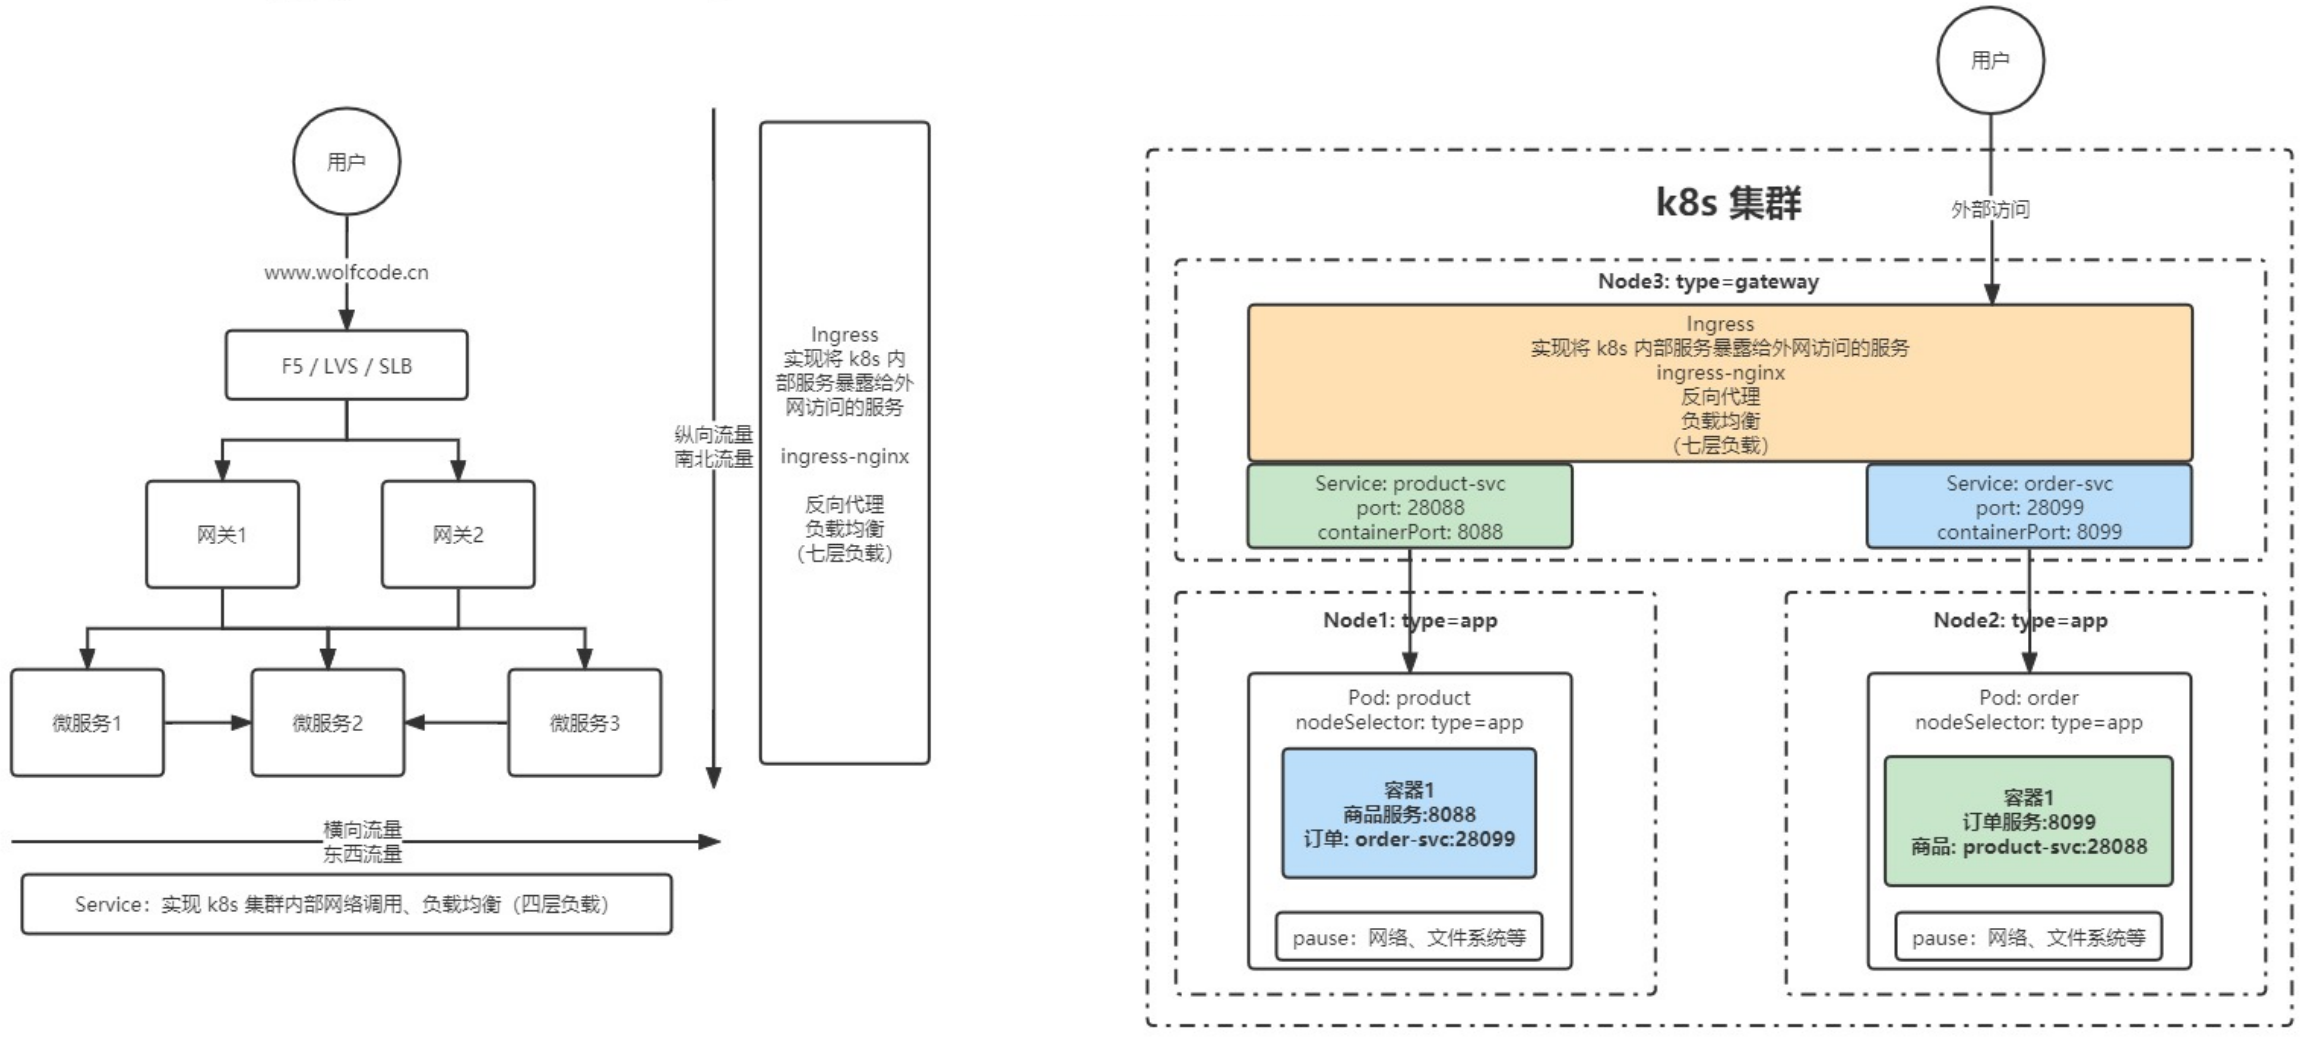 用户
www.wolfcode.cn
F5 / LVS / SLB
网关1
网关2
微服务1
微服务2
微服务3
横向流量
东西流量
Service：实现 k8s 集群内部网络调用、负载均衡（四层负载）
纵向流量
南北流量
Ingress
实现将 k8s 内
部服务暴露给外
网访问的服务
ingress-nginx
反向代理
负载均衡
（七层负载）
用户
k8s 集群
外部访问
Node3: type=gateway
Ingress
实现将 k8s 内部服务暴露给外网访问的服务
ingress-nginx
反向代理
负载均衡
（七层负载）
Service: product-svc
port: 28088
containerPort: 8088
Service: order-svc
port: 28099
containerPort: 8099
Node1: type=app
Pod: product
nodeSelector: type=app
容器1
商品服务:8088
订单: order-svc:28099
pause：网络、文件系统等
Node2: type=app
Pod: order
nodeSelector: type=app
容器1
订单服务:8099
商品: product-svc:28088
pause：网络、文件系统等